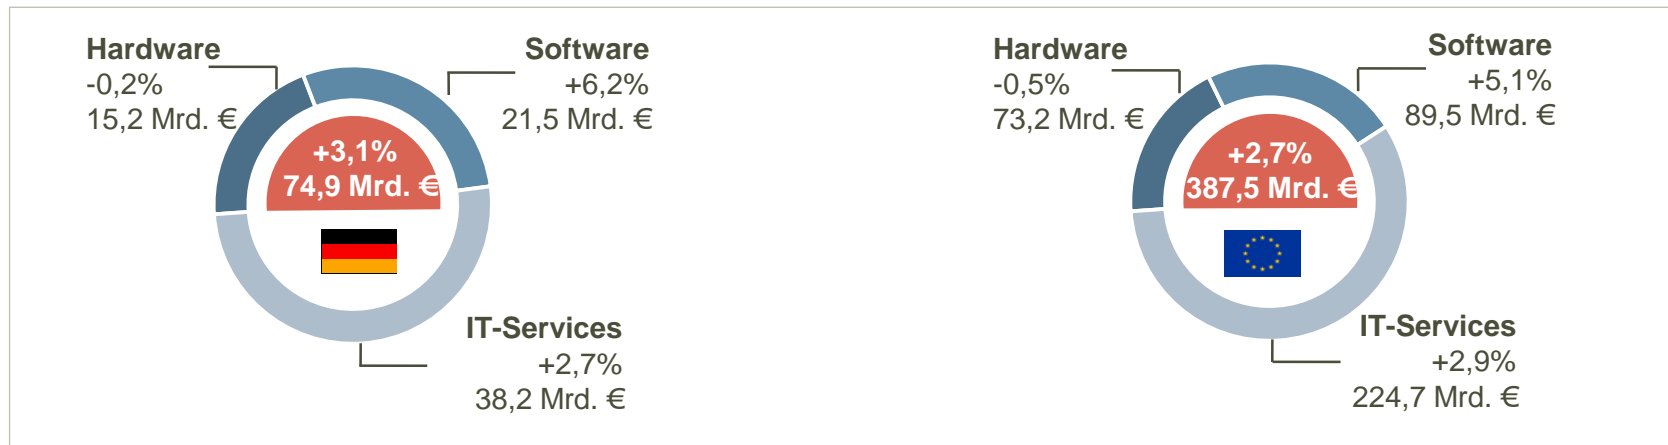 Hardware
-0,2%
15,2 Mrd. €
Software
+6,2%
21,5 Mrd. €
+3,1%
74,9 Mrd. €
IT-Services
+2,7%
38,2 Mrd. €
Hardware
-0,5%
73,2 Mrd. €
Software
+5,1%
89,5 Mrd. €
+2,7%
387,5 Mrd. €
IT-Services
+2,9%
224,7 Mrd. €